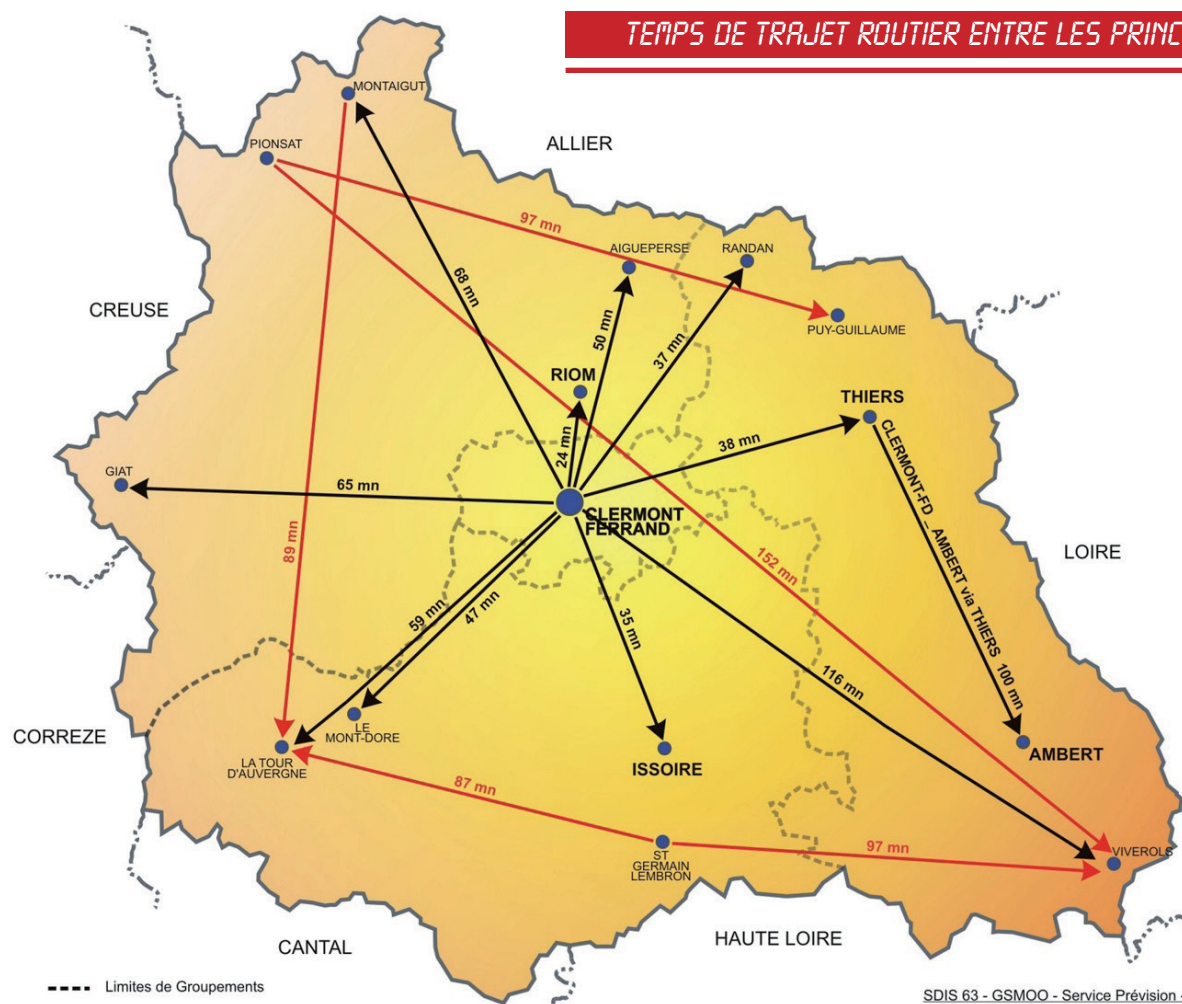 TEMPS DE TRAJET ROUTIER ENTRE LES PRINC
MONTAIGUT
PIONSAT
ALLIER
97 mn
AIGUEPERSE
RANDAN
68 mn
CREUSE
50 mn
37 mn
PUY-GUILLAUME
RIOM
THIERS
24 mn
38 mn
GIAT
65 mn
CLERMONT
FERRAND
CLERMONT-FD _ AMBERT via THIERS 100 mn
89 mn
152 mn
LOIRE
59 mn
47 mn
35 mn
116 mn
LE
MONT-DORE
CORREZE
LA TOUR
D'AUVERGNE
ISSOIRE
AMBERT
87 mn
97 mn
ST
GERMAIN
LEMBRON
VIVEROLS
CANTAL
HAUTE LOIRE
Limites de Groupements
SDIS 63 - GSMOO - Service Prévision -